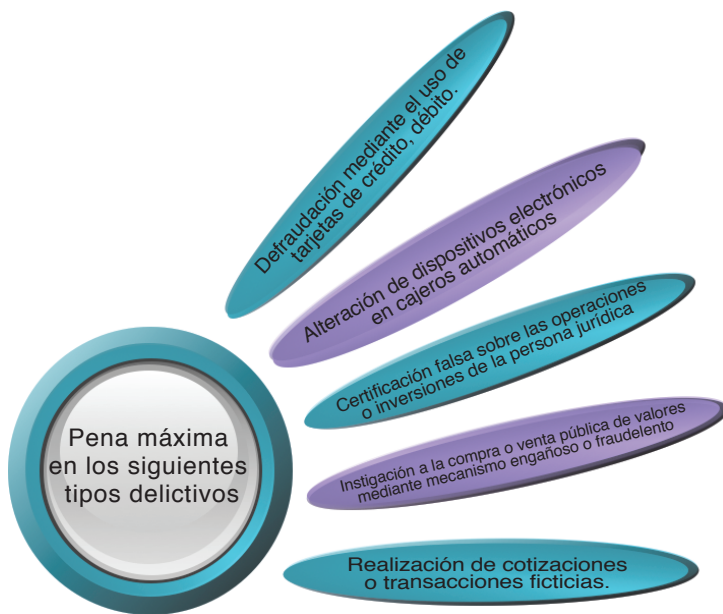 Defraudación mediante el uso de
tarjetas de crédito, débito.
Alteración de dispositivos electrónicos
en cajeros automáticos
Certificación falsa sobre las operaciones
o inversiones de la persona jurídica
Pena máxima
en los siguientes
tipos delictivos
Instigación a la compra o venta pública de valores
mediante mecanismo engañoso o fraudelento
Realización de cotizaciones
o transacciones ficticias.